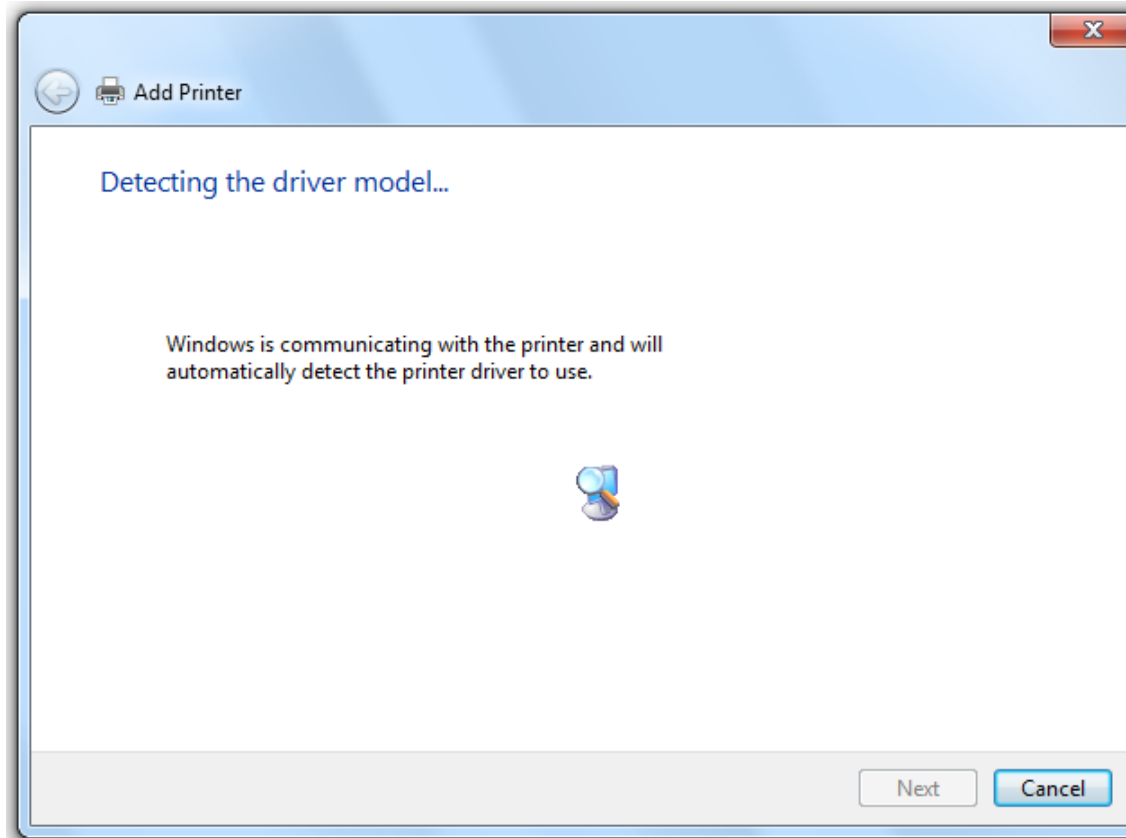 Add Printer
Detecting the driver model...
Windows is communicating with the printer and will
automatically detect the printer driver to use.
Next
Cancel